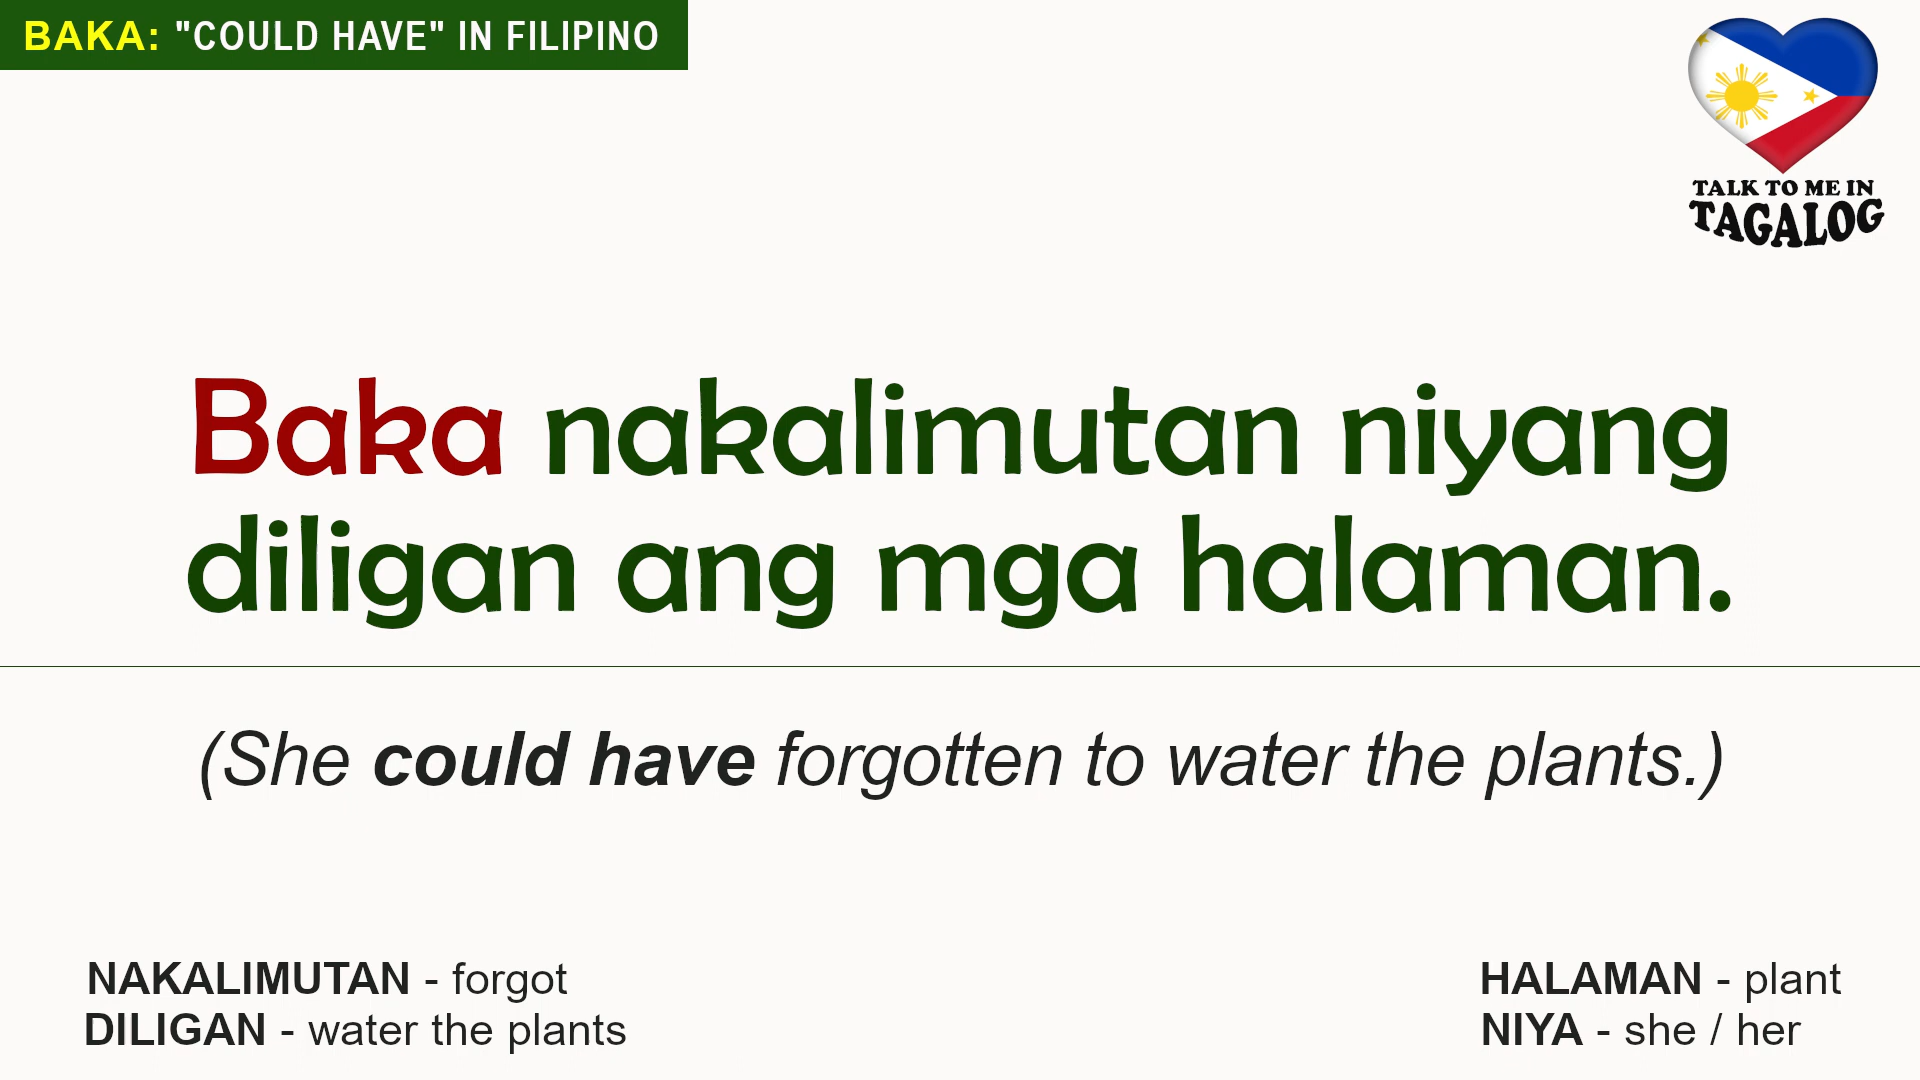 BAKA: "COULD HAVE" IN FILIPINO
TALK TO ME IN
TAGALOG
Baka nakalimutan niyang
diligan ang mga halaman.
(She could have forgotten to water the plants.)
NAKALIMUTAN - forgot
DILIGAN - water the plants
HALAMAN - plant
NIYA - she / her